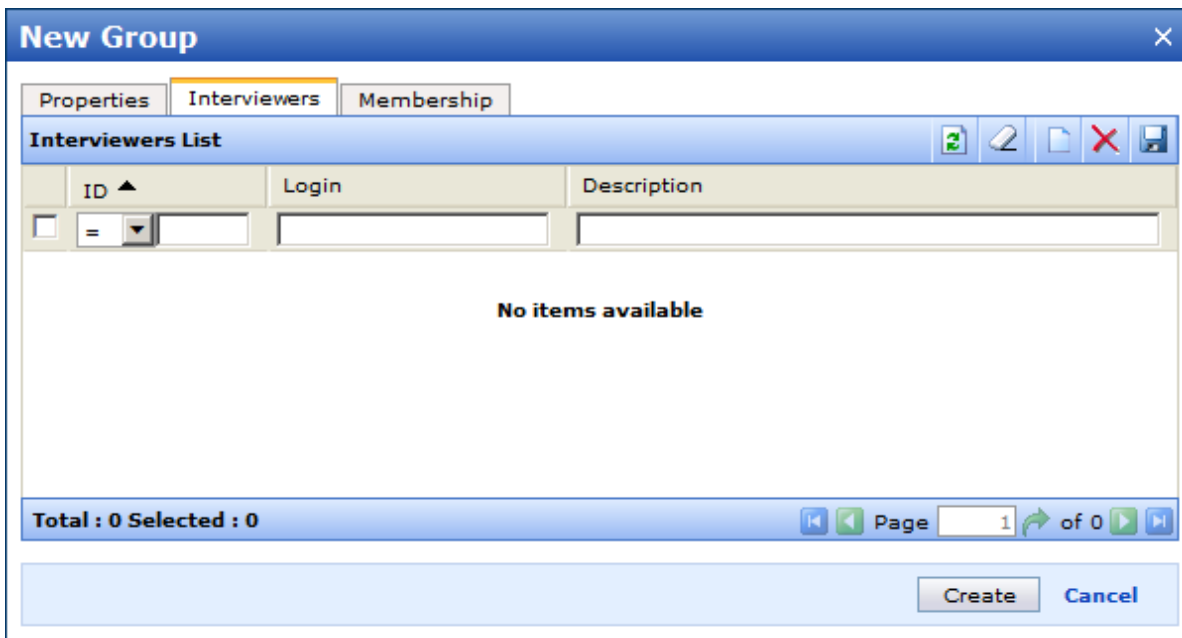 New Group
Properties Interviewers Membership
Interviewers List
ID Login Description
=
No items available
Total : 0 Selected : 0 Page 1 of 0
Create Cancel